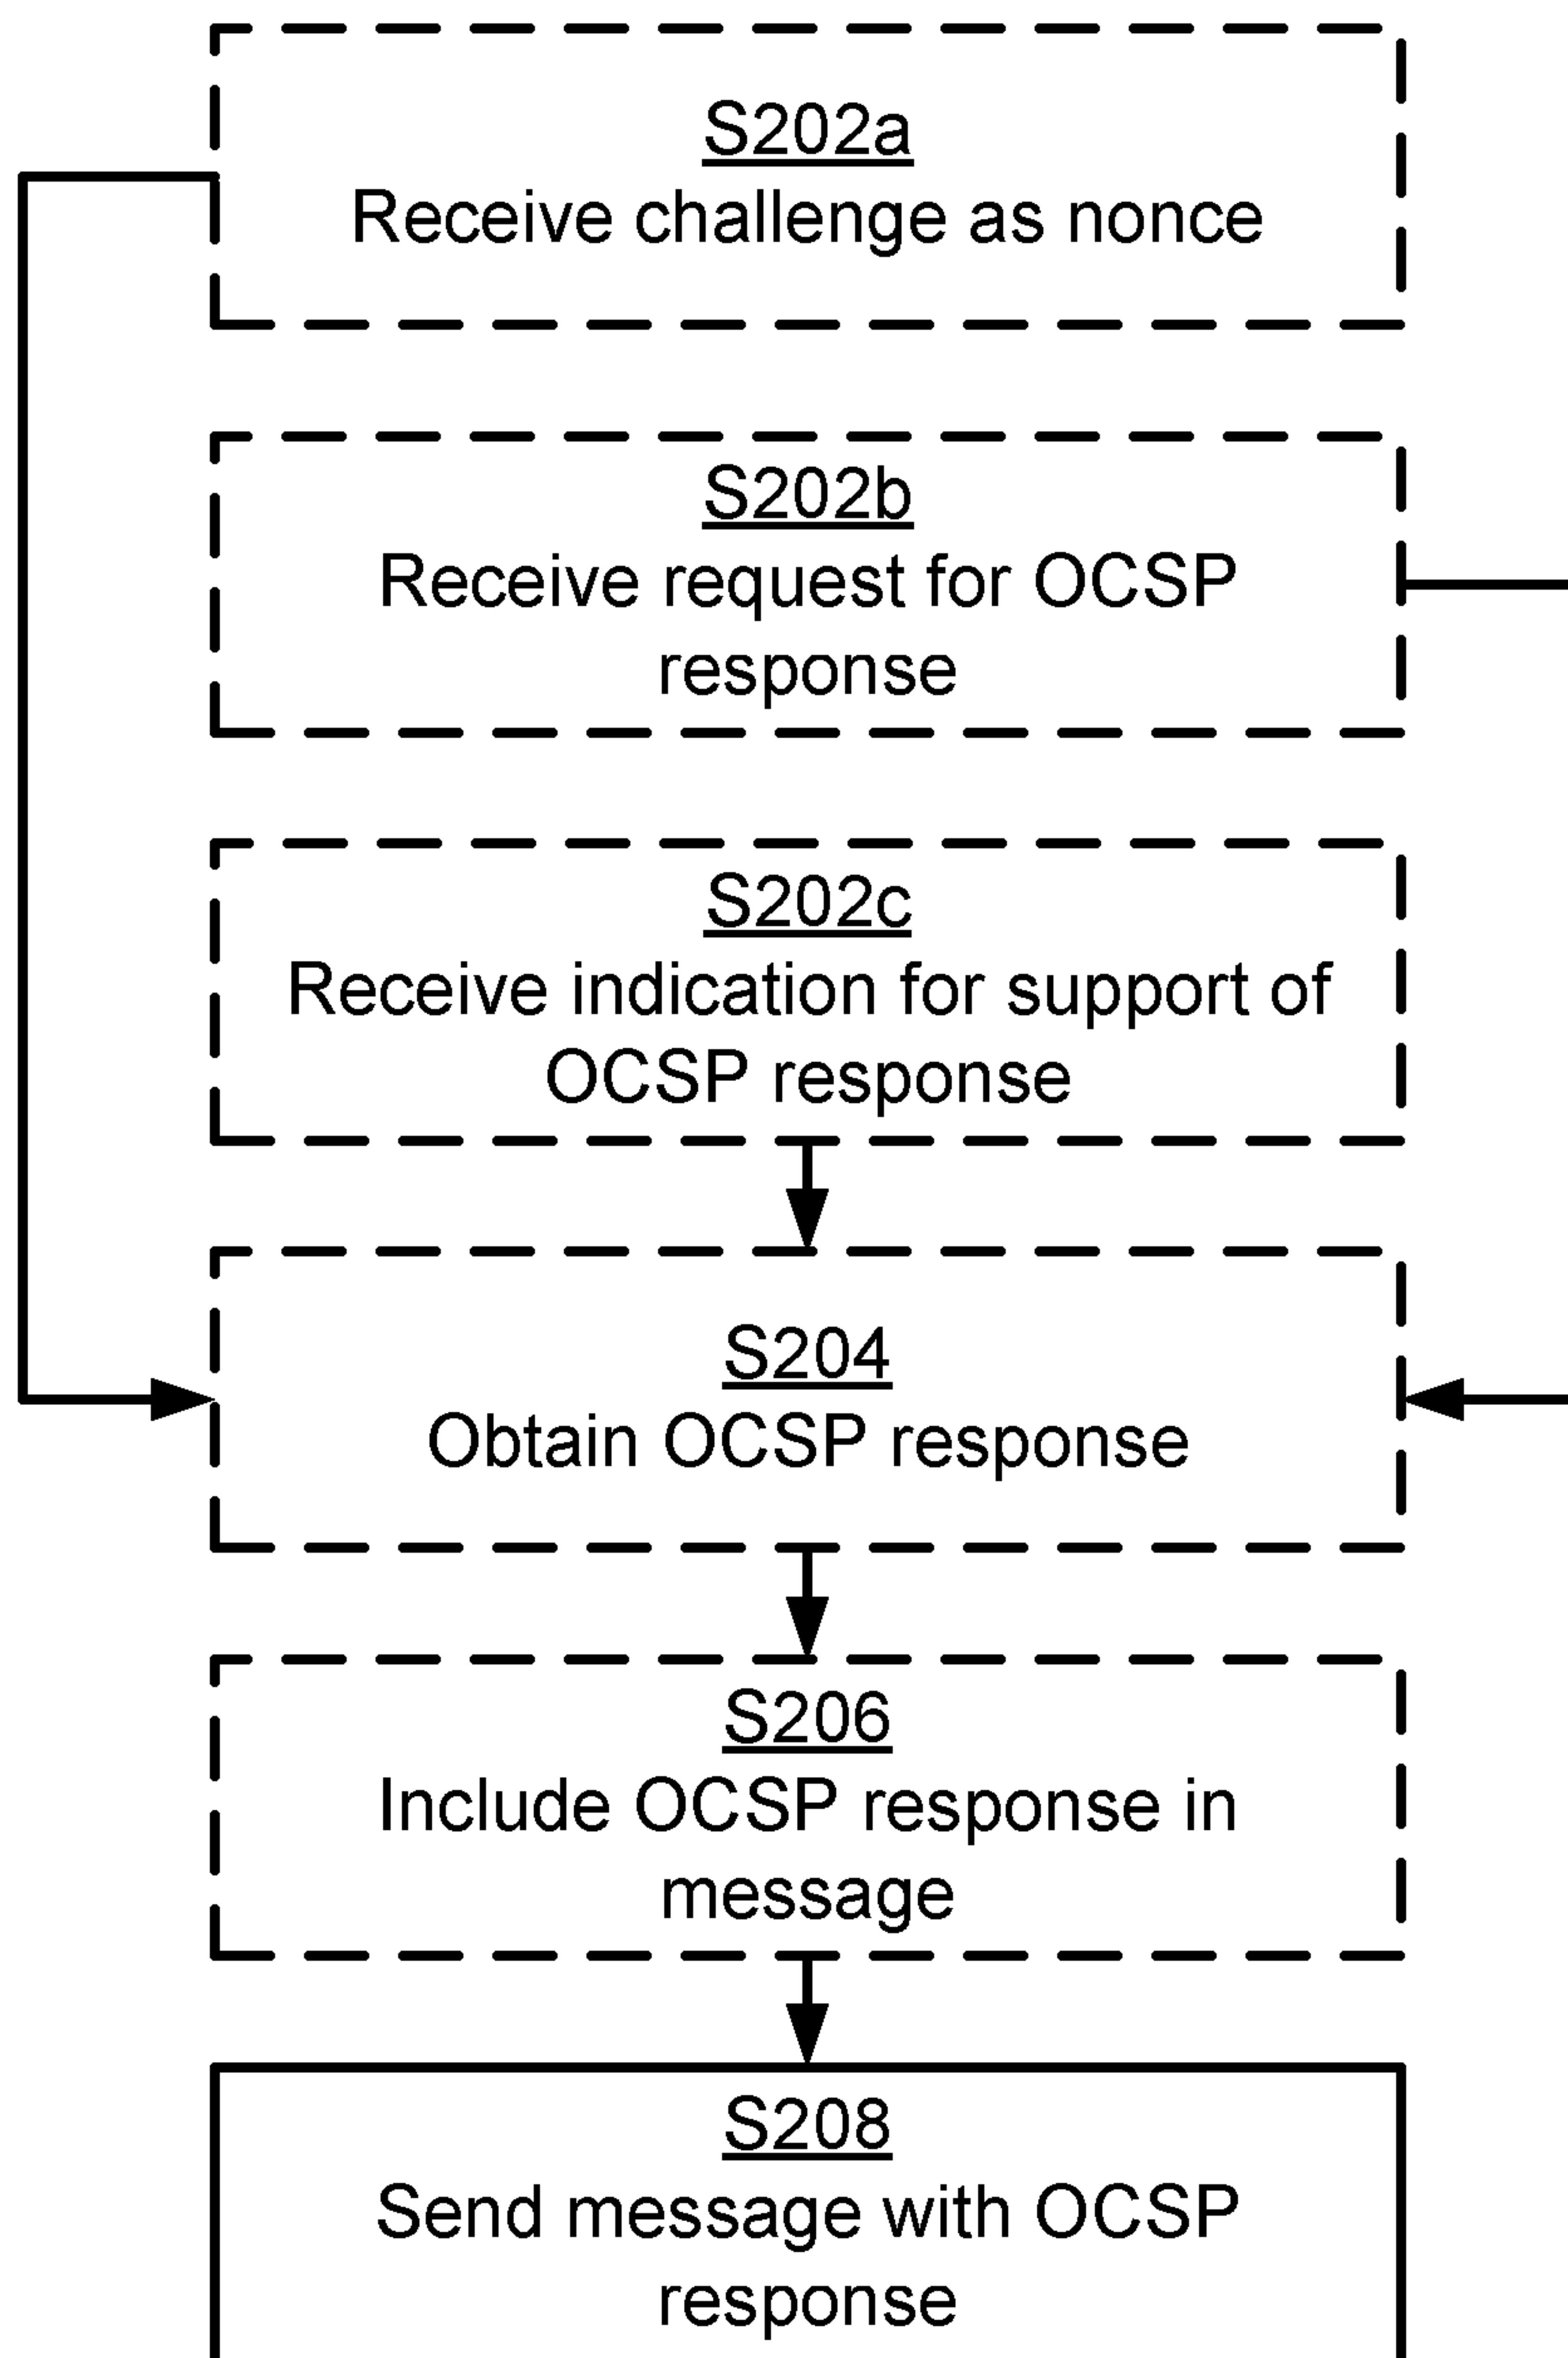 S202a
Receive challenge as nonce
S202b
Receive request for OCSP
response
S202c
Receive indication for support of
OCSP response
S204
Obtain OCSP response
S206
Include OCSP response in
message
S208
Send message with OCSP
response